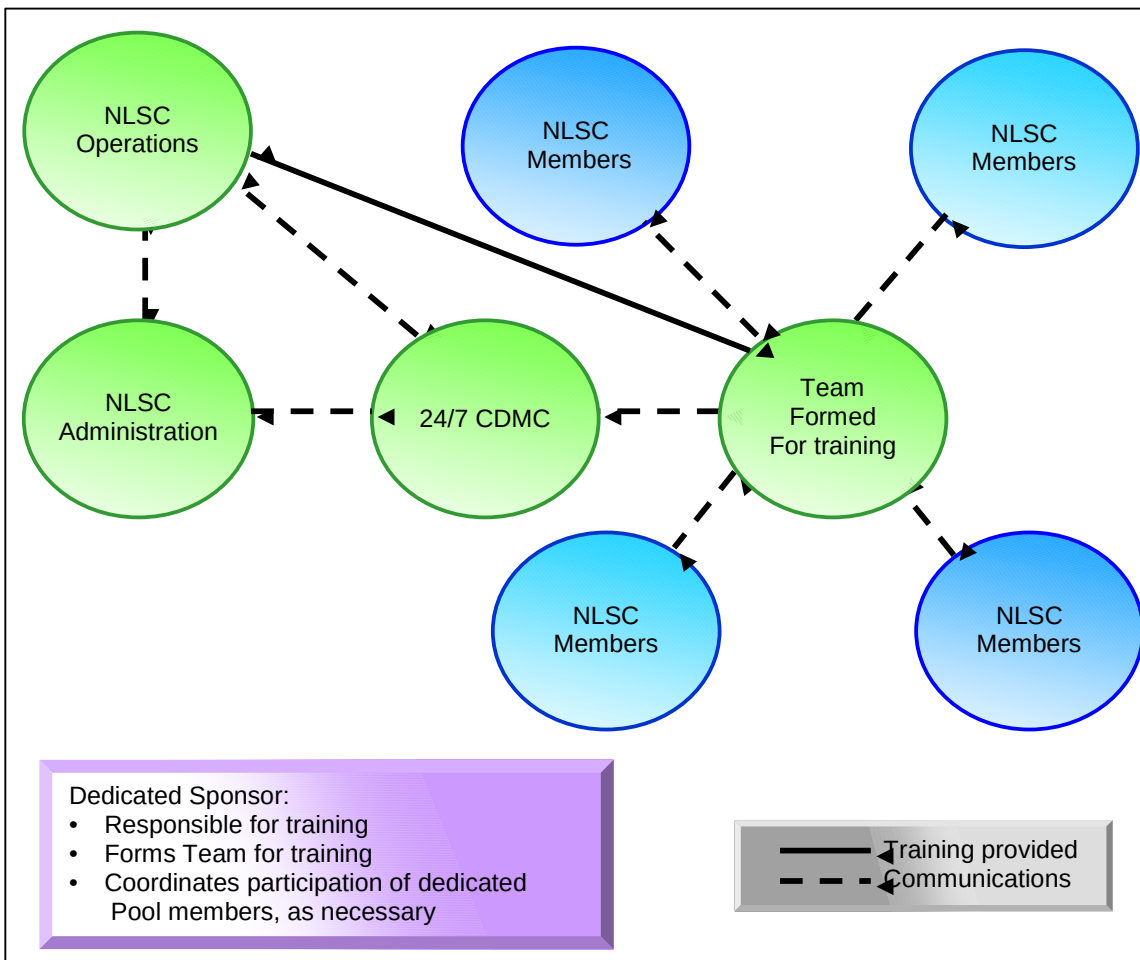 NLSC
Operations
NLSC
Members
NLSC
Members
NLSC
Administration
24/7 CDMC
Team
Formed
For training
NLSC
Members
NLSC
Members
Dedicated Sponsor:
• Responsible for training
• Forms Team for training
• Coordinates participation of dedicated
Pool members, as necessary
Training provided
Communications